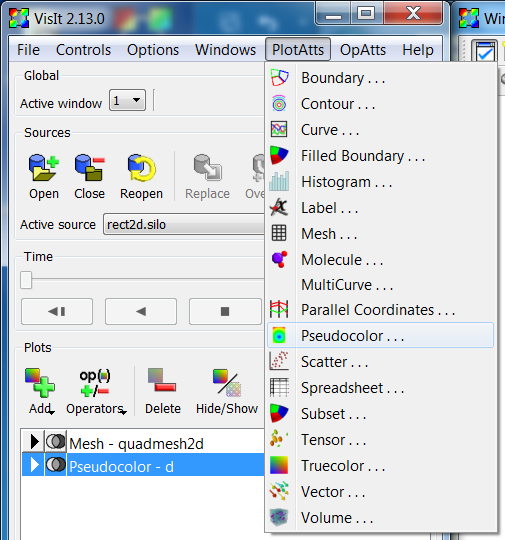 VisIt 2.13.0
Win
File Controls Options Windows PlotAtts OpAtts Help
Global
Active window 1
Sources
Open Close Reopen Replace Ove
Active source rect2d.silo
Time
Plots
Add Operators Delete Hide/Show
op()
+/-
Mesh - quadmesh2d
Pseudocolor - d
Boundary . . .
Contour . . .
Curve . . .
Filled Boundary . . .
Histogram . . .
Label . . .
Mesh . . .
Molecule . . .
MultiCurve . . .
Parallel Coordinates . . .
Pseudocolor . . .
Scatter . . .
Spreadsheet . . .
Subset . . .
Tensor . . .
Truecolor . . .
Vector . . .
Volume . . .